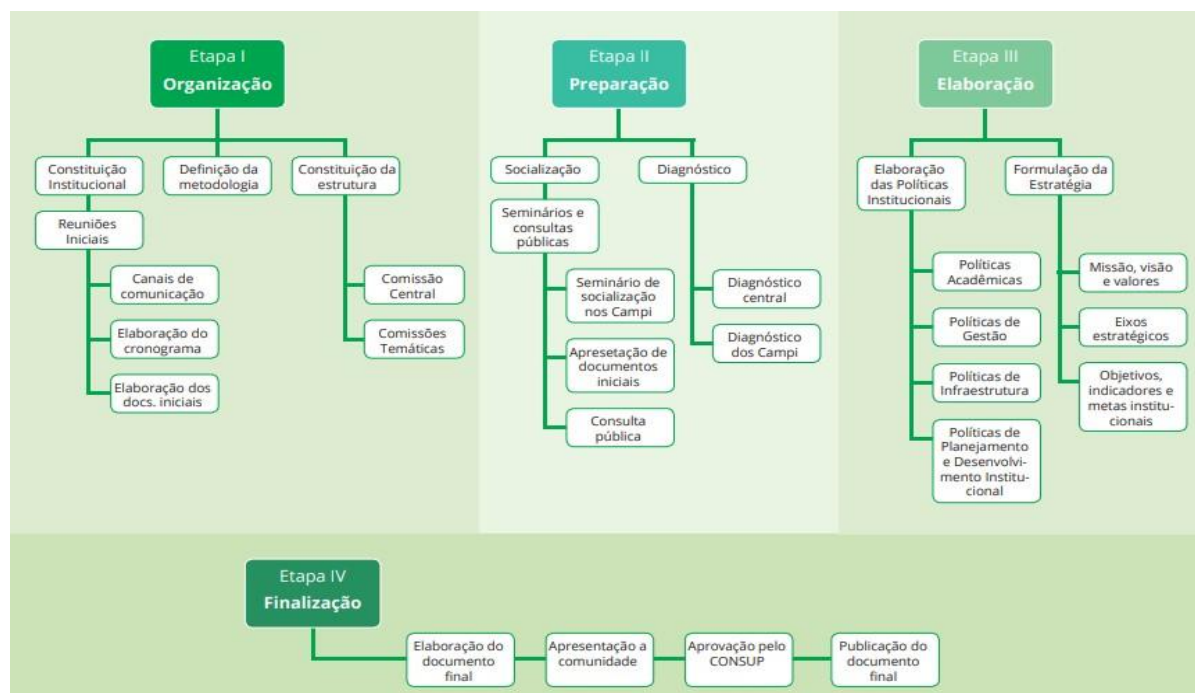 Etapa I
Organização
Constituição
Institucional
Definição da
metodologia
Constituição da
estrutura
Reuniões
Iniciais
Canais de
comunicação
Elaboração do
cronograma
Elaboração dos
docs. iniciais
Comissão
Central
Comissões
Temáticas
Etapa II
Preparação
Socialização
Diagnóstico
Seminários e
consultas
públicas
Seminário de
socialização
nos Campi
Apresetação de
documentos
iniciais
Consulta
pública
Diagnóstico
central
Diagnóstico
dos Campi
Etapa III
Elaboração
Elaboração
das Políticas
Institucionais
Formulação da
Estratégia
Políticas
Acadêmicas
Políticas de
Gestão
Políticas de
Infraestrutura
Políticas de
Planejamento
e Desenvolvi-
mento Institu-
cional
Missão, visão
e valores
Eixos
estratégicos
Objetivos,
indicadores e
metas institu-
cionais
Etapa IV
Finalização
Elaboração do
documento
final
Apresentação a
comunidade
Aprovação pelo
CONSUP
Publicação do
documento
final